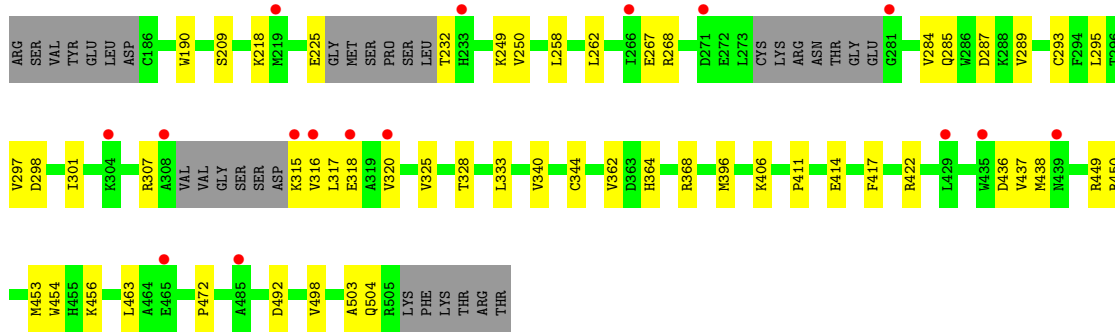 ARG SER VAL TYR GLU LEU ASP C186 W190 S209 K218 M219 E225 GLY MET SER PRO SER LEU T232 H233 K249 V250 L258 L262 I266 E267 R268 D271 E272 L273 CYS LYS ARG ASN THR GLY GLU G281 V284 Q285 W286 D287 K288 V289 C293 F294 L295 T296
V297 D298 I301 K304 R307 A308 VAL VAL GLY SER SER ASP K315 V316 L317 E318 A319 V320 V325 T328 L333 V340 C344 V362 D363 H364 R368 M396 K406 P411 E414 F417 R422 L429 W435 D436 V437 M438 N439 R449 R450
M453 W454 H455 K456 L463 A464 E465 P472 A485 D492 V498 A503 Q504 R505 LYS PHE LYS THR ARG THR